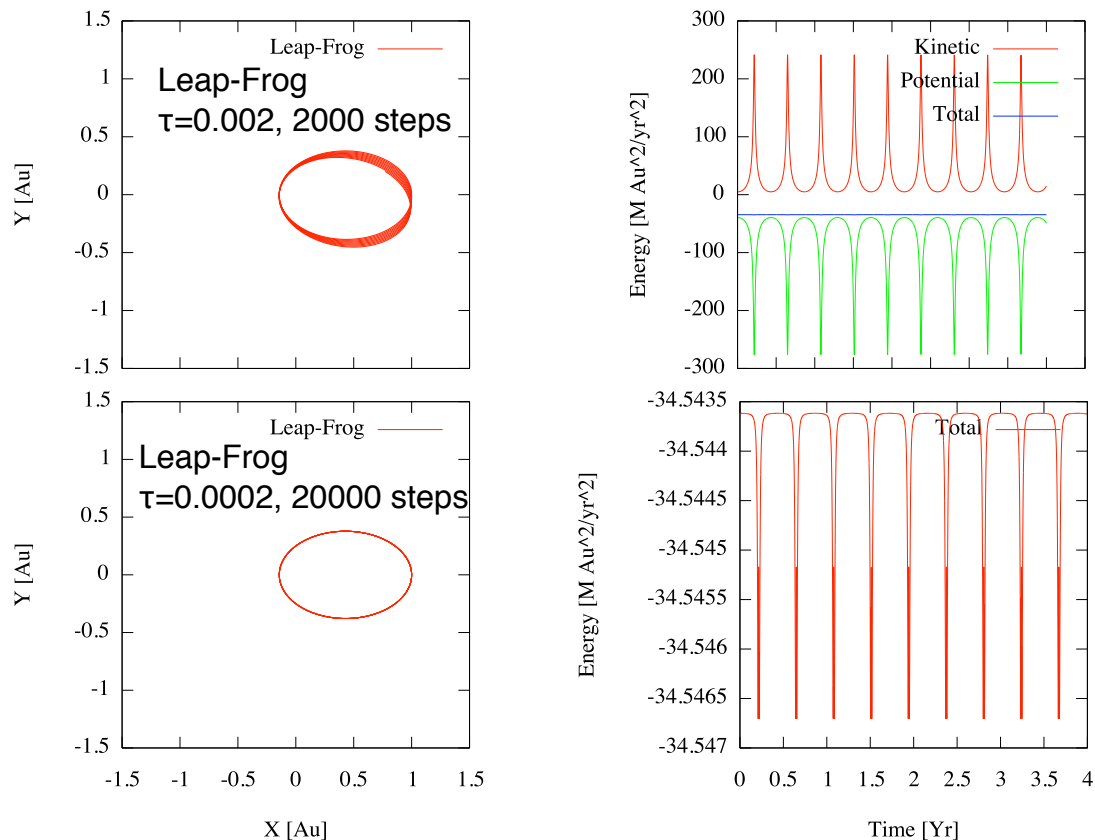 1.5
1
0.5
0
-0.5
-1
-1.5
Y [Au]
Leap-Frog
Leap-Frog
τ=0.002, 2000 steps
300
200
100
0
-100
-200
-300
Energy [M Au^2/yr^2]
Kinetic
Potential
Total
1.5
1
0.5
0
-0.5
-1
-1.5
Y [Au]
Leap-Frog
Leap-Frog
τ=0.0002, 20000 steps
-1.5 -1 -0.5 0 0.5 1 1.5
X [Au]
-34.5435
-34.544
-34.5445
-34.545
-34.5455
-34.546
-34.5465
-34.547
Energy [M Au^2/yr^2]
Total
0 0.5 1 1.5 2 2.5 3 3.5 4
Time [Yr]